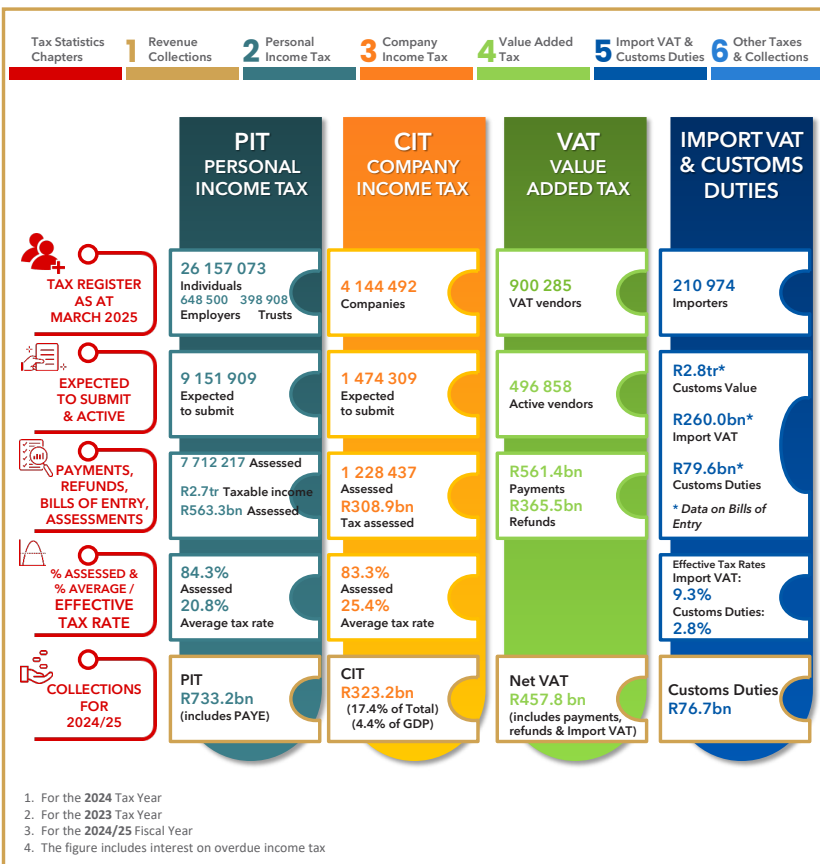 Tax Statistics
Chapters
1 Revenue
Collections
2 Personal
Income Tax
3 Company
Income Tax
4 Value Added
Tax
5 Import VAT &
Customs Duties
6 Other Taxes
& Collections
PIT
PERSONAL
INCOME TAX
CIT
COMPANY
INCOME TAX
VAT
VALUE
ADDED TAX
IMPORT VAT
& CUSTOMS
DUTIES
TAX REGISTER
AS AT
MARCH 2025
26 157 073
Individuals
648 500 398 908
Employers Trusts
4 144 492
Companies
900 285
VAT vendors
210 974
Importers
EXPECTED
TO SUBMIT
& ACTIVE
9 151 909
Expected
to submit
1 474 309
Expected
to submit
496 858
Active vendors
R2.8tr*
Customs Value
R260.0bn*
Import VAT
R79.6bn*
Customs Duties
* Data on Bills of
Entry
PAYMENTS,
REFUNDS,
BILLS OF ENTRY,
ASSESSMENTS
7 712 217 Assessed
R2.7tr Taxable income
R563.3bn Assessed
1 228 437
Assessed
R308.9bn
Tax assessed
R561.4bn
Payments
R365.5bn
Refunds
% ASSESSED &
% AVERAGE /
EFFECTIVE
TAX RATE
84.3%
Assessed
20.8%
Average tax rate
83.3%
Assessed
25.4%
Average tax rate
Effective Tax Rates
Import VAT:
9.3%
Customs Duties:
2.8%
COLLECTIONS
FOR
2024/25
PIT
R733.2bn
(includes PAYE)
CIT
R323.2bn
(17.4% of Total)
(4.4% of GDP)
Net VAT
R457.8 bn
(includes payments,
refunds & Import VAT)
Customs Duties
R76.7bn
1. For the 2024 Tax Year
2. For the 2023 Tax Year
3. For the 2024/25 Fiscal Year
4. The figure includes interest on overdue income tax